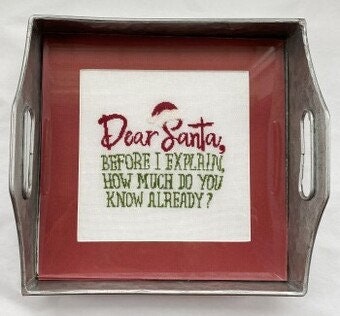 Dear Santa,
BEFORE I EXPLAIN,
HOW MUCH DO YOU
KNOW ALREADY?